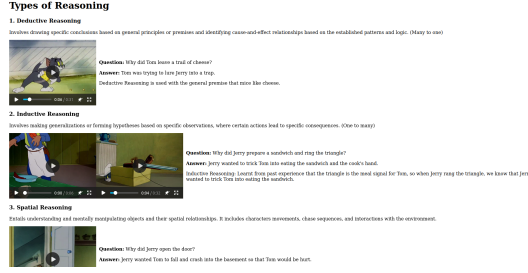 Types of Reasoning
1. Deductive Reasoning
Involves drawing specific conclusions based on general principles or premises and identifying cause-and-effect relationships based on the established patterns and logic. (Many to one)
Question: Why did Tom leave a trail of cheese?
Answer: Tom was trying to lure Jerry into a trap.
Deductive Reasoning is used with the general premise that mice like cheese.
2. Inductive Reasoning
Involves making generalizations or forming hypotheses based on specific observations, where certain actions lead to specific consequences. (One to many)
Question: Why did Jerry prepare a sandwich and ring the triangle?
Answer: Jerry wanted to trick Tom into eating the sandwich and the cook's hand.
Inductive Reasoning: Learnt from past experience that the triangle is the meal signal for Tom, so when Jerry rung the triangle, we know that Jerr
wanted to trick Tom into eating the sandwich.
3. Spatial Reasoning
Entails understanding and mentally manipulating objects and their spatial relationships. It includes characters movements, chase sequences, and interactions with the environment.
Question: Why did Jerry open the door?
Answer: Jerry wanted Tom to fall and crash into the basement so that Tom would be hurt.